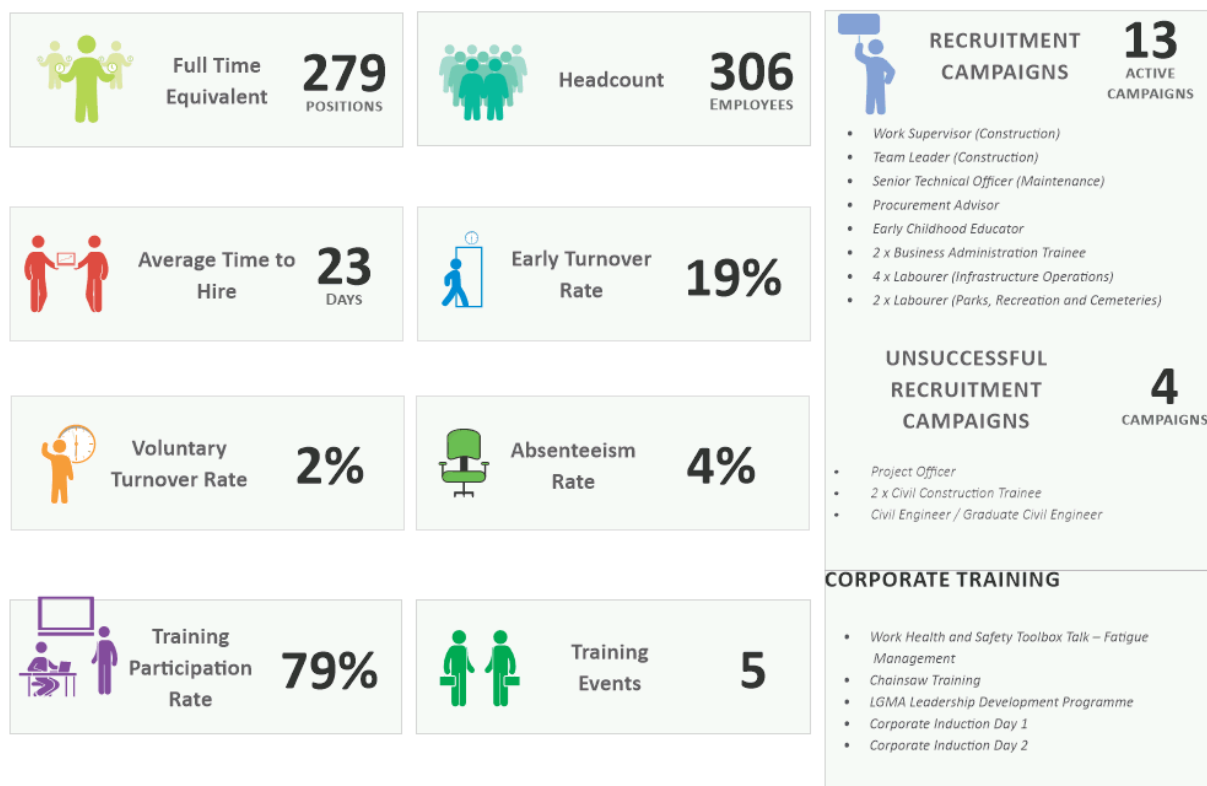 Full Time
Equivalent
279
POSITIONS
Headcount
306
EMPLOYEES
Average Time to
Hire
23
DAYS
Early Turnover
Rate
19%
Voluntary
Turnover Rate
2%
Absenteeism
Rate
4%
Training
Participation
Rate
79%
Training
Events
5
RECRUITMENT
CAMPAIGNS
13
ACTIVE
CAMPAIGNS
• Work Supervisor (Construction)
• Team Leader (Construction)
• Senior Technical Officer (Maintenance)
• Procurement Advisor
• Early Childhood Educator
• 2 x Business Administration Trainee
• 4 x Labourer (Infrastructure Operations)
• 2 x Labourer (Parks, Recreation and Cemeteries)
UNSUCCESSFUL
RECRUITMENT
CAMPAIGNS
4
CAMPAIGNS
• Project Officer
• 2 x Civil Construction Trainee
• Civil Engineer / Graduate Civil Engineer
CORPORATE TRAINING
• Work Health and Safety Toolbox Talk – Fatigue
Management
• Chainsaw Training
• LGMA Leadership Development Programme
• Corporate Induction Day 1
• Corporate Induction Day 2